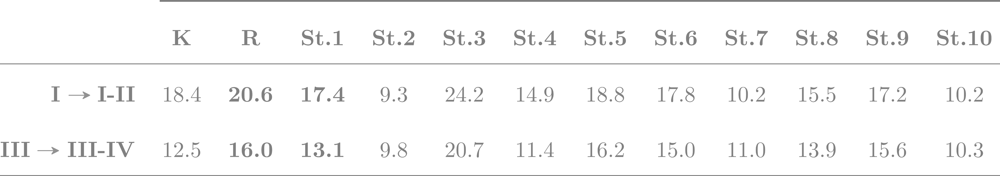 K R St.1 St.2 St.3 St.4 St.5 St.6 St.7 St.8 St.9 St.10
I → I-II 18.4 20.6 17.4 9.3 24.2 14.9 18.8 17.8 10.2 15.5 17.2 10.2
III → III-IV 12.5 16.0 13.1 9.8 20.7 11.4 16.2 15.0 11.0 13.9 15.6 10.3